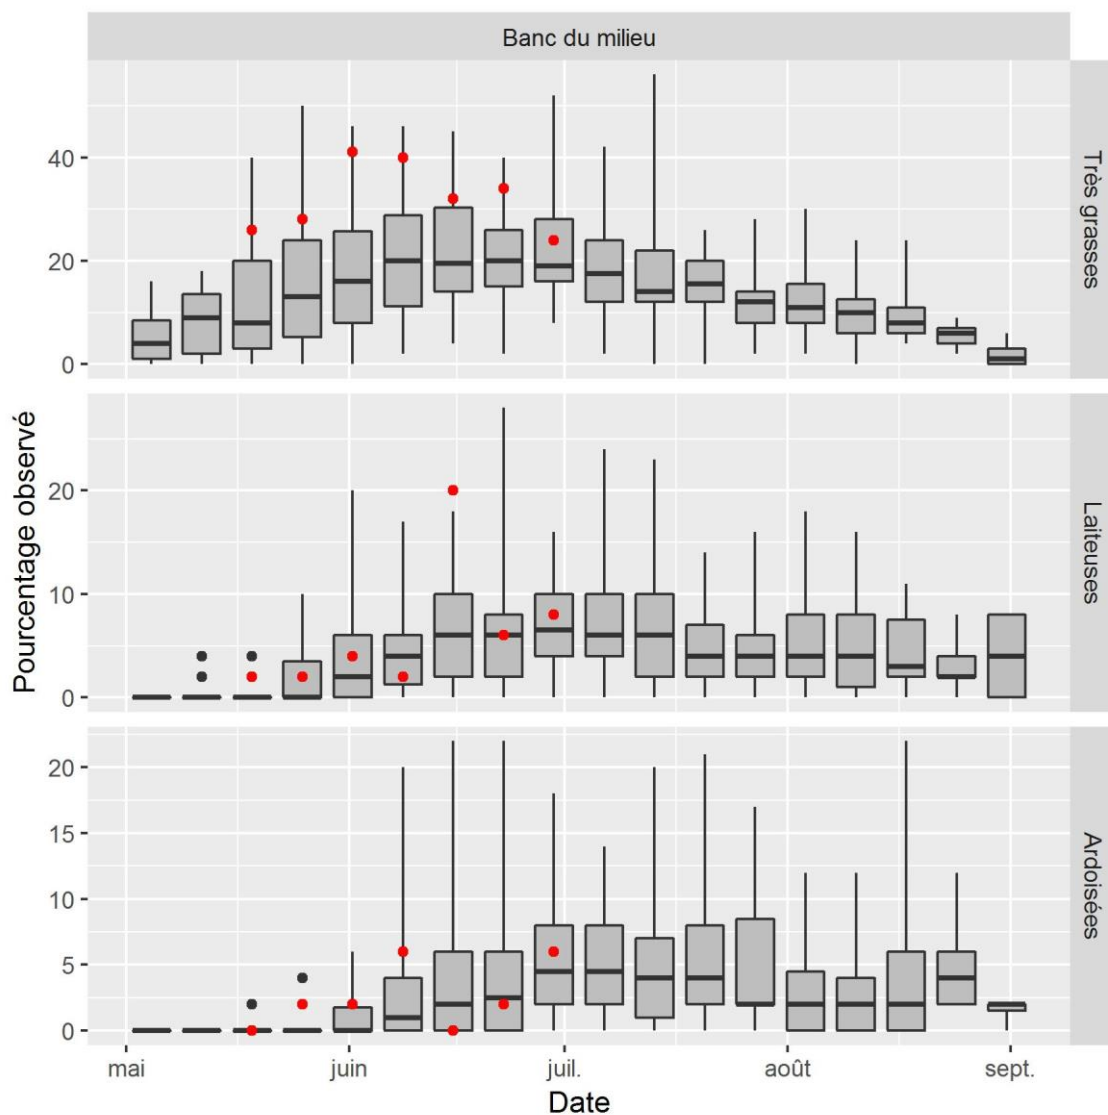 Banc du milieu
Pourcentage observé
40
20
0
Très grasses
20
10
0
Laiteuses
20
15
10
5
0
Ardoisées
mai juin juil. août sept.
Date